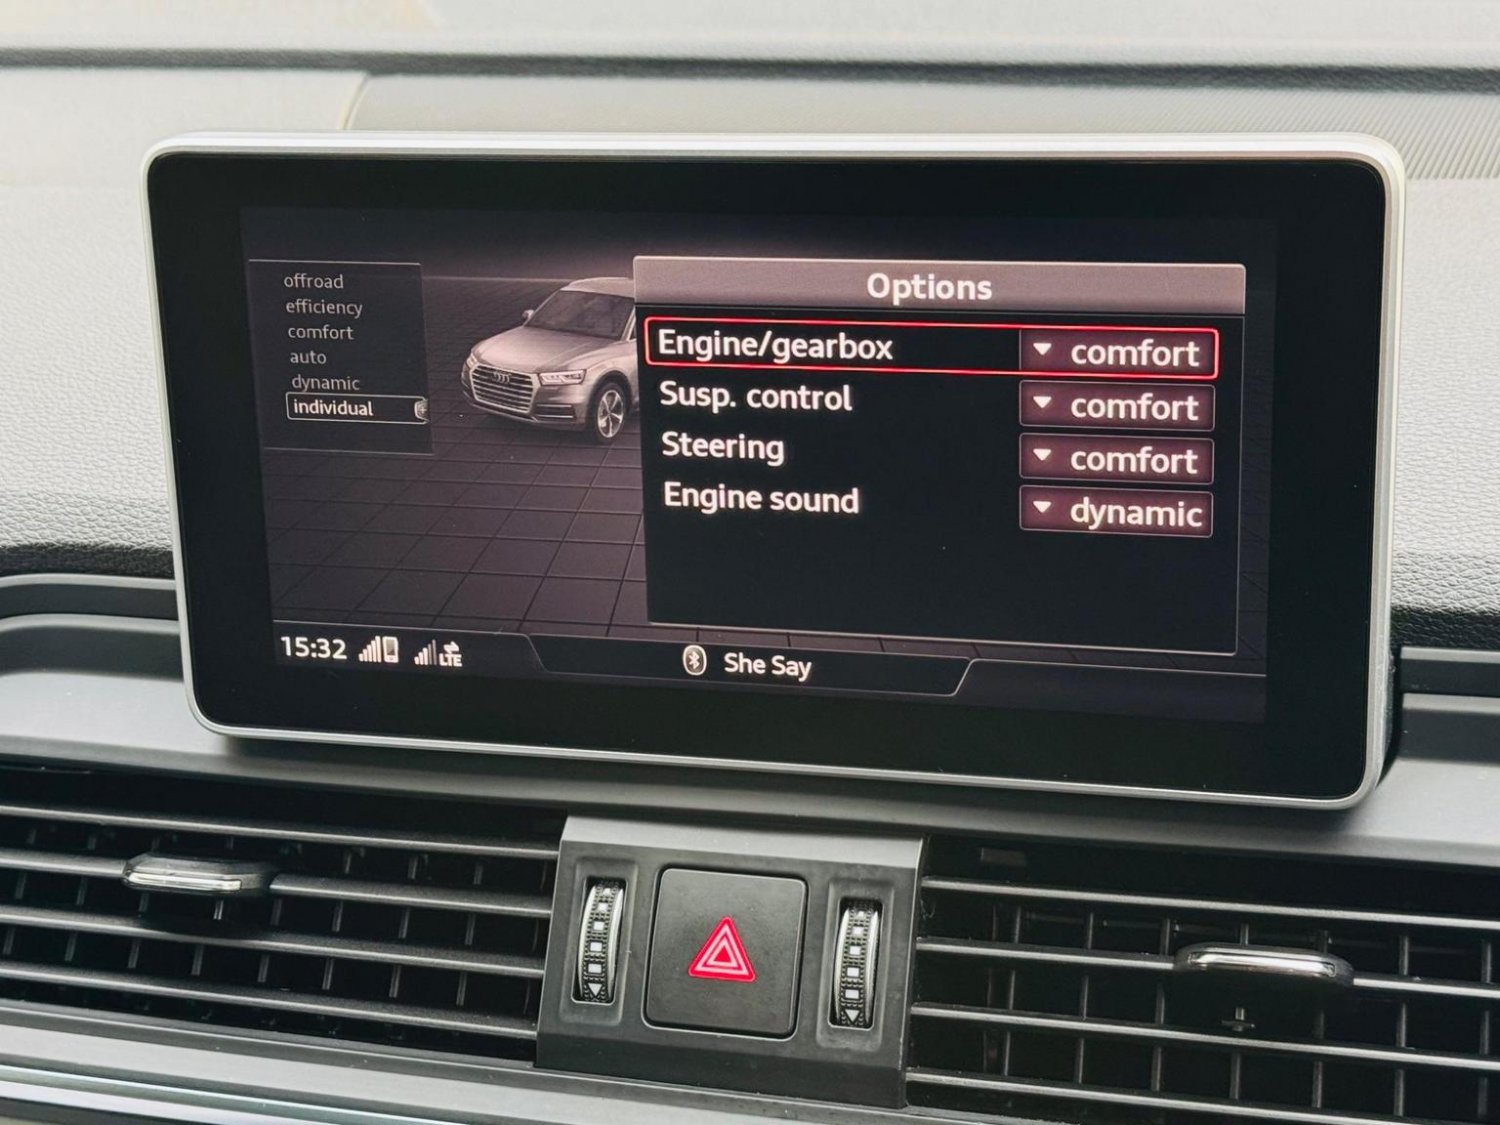 offroad
efficiency
comfort
auto
dynamic
individual
Options
Engine/gearbox comfort
Susp. control comfort
Steering comfort
Engine sound dynamic
15:32 LTE She Say